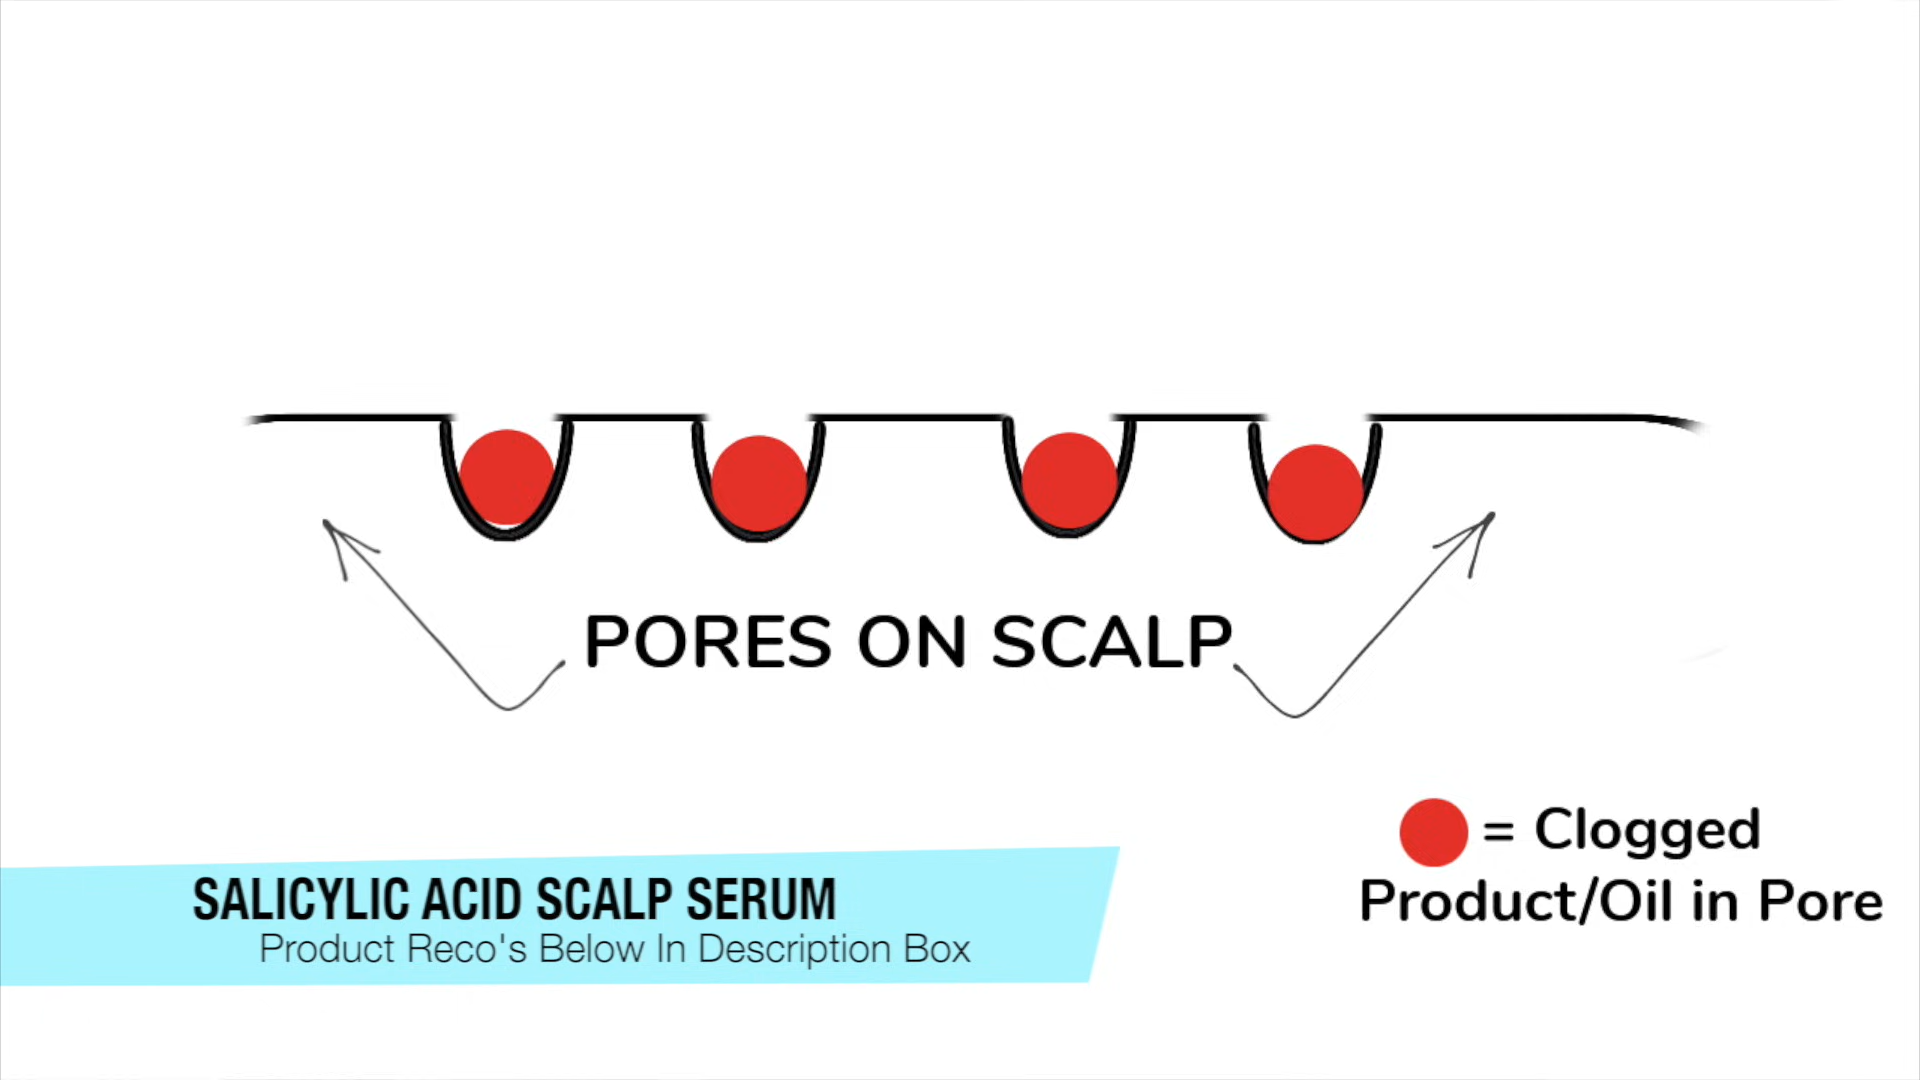 PORES ON SCALP
= Clogged
Product/Oil in Pore
SALICYLIC ACID SCALP SERUM
Product Reco's Below In Description Box